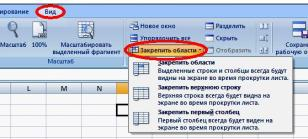 ирование Вид
Новое окно Разделить
Упорядочить все Скрыть
Масштаб 100% Масштабировать выделенный фрагмент
Закрепить области Отобразить
Сохран
рабочую о
Масштаб
Закрепить области
Выделенные строки и столбцы всегда будут
видны на экране во время прокрутки листа.
Закрепить верхнюю строку
Верхняя строка всегда будет видна на
экране во время прокрутки листа.
Закрепить первый столбец
Первый столбец всегда будет виден на
экране во время прокрутки листа.
L M N